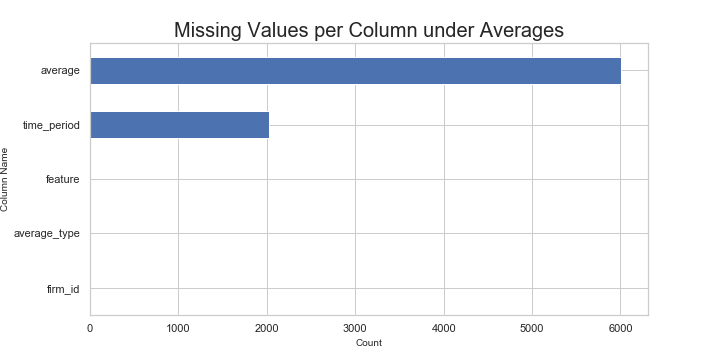 Missing Values per Column under Averages
average
time_period
feature
average_type
firm_id
Column Name
0 1000 2000 3000 4000 5000 6000
Count